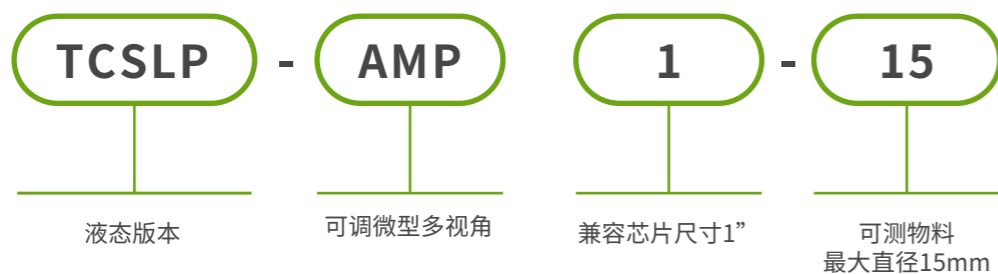 TCSLP - AMP 1 - 15
液态版本
可调微型多视角
兼容芯片尺寸1”
可测物料
最大直径15mm